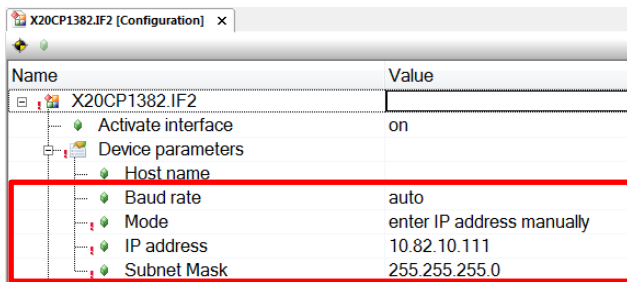 X20CP1382.IF2 [Configuration] x
Name Value
X20CP1382.IF2
Activate interface on
Device parameters
Host name
Baud rate auto
Mode enter IP address manually
IP address 10.82.10.111
Subnet Mask 255.255.255.0